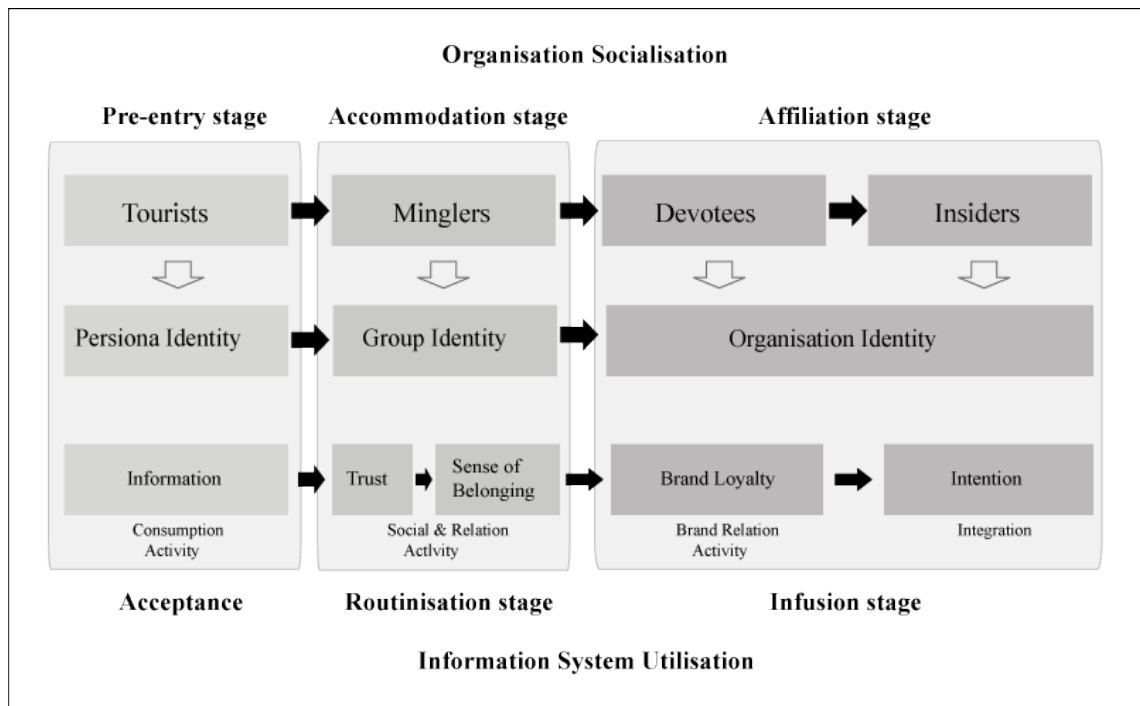 Organisation Socialisation
Pre-entry stage
Accommodation stage
Affiliation stage
Tourists
Minglers
Devotees
Insiders
Persiona Identity
Group Identity
Organisation Identity
Information
Trust
Sense of
Belonging
Brand Loyalty
Intention
Consumption
Activity
Social & Relation
Actlvity
Brand Relation
Activity
Integration
Acceptance
Routinisation stage
Infusion stage
Information System Utilisation